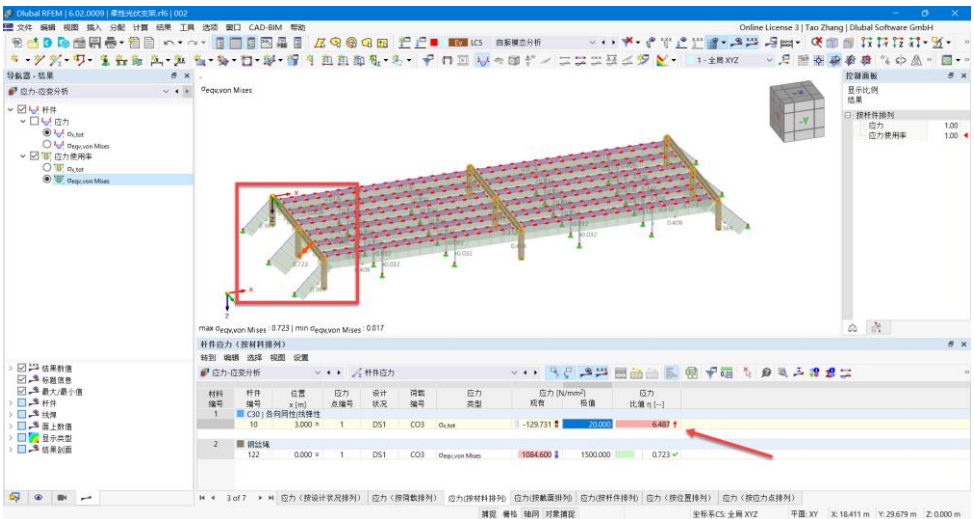 Dlubal RFEM | 6.02.0009 | 柔性光伏支架.rf6 | 002
文件 编辑 视图 插入 分配 计算 结果 工具 选项 窗口 CAD-BIM 帮助
Online License 3 | Tao Zhang | Dlubal Software GmbH
Ev LC5 自振模态分析
1 - 全局 XYZ
导航器 - 结果
应力-应变分析
杆件
应力
σx,tot
σeqv,von Mises
应力使用率
σx,tot
σeqv,von Mises
结果数值
标题信息
最大/最小值
杆件
线焊
面上数值
显示类型
结果剖面
σeqv,von Mises
-Y
X
0.723
0.409
0.032
0.032
0.409
X
Z
max σeqv,von Mises : 0.723 | min σeqv,von Mises : 0.017
控制面板
显示比例
结果
按杆件排列
应力 1.00
应力使用率 1.00
杆件应力 (按材料排列)
转到 编辑 选择 视图 设置
应力-应变分析 杆件应力
材料 杆件 位置 应力 设计 荷载 应力 应力 [N/mm²] 应力
编号 编号 x [m] 点编号 状况 编号 类型 现有 极值 比值 η [--]
1 C30 | 各向同性|线弹性
10 3.000 1 DS1 CO3 σx,tot -129.731 20.000 6.487
2 钢丝绳
122 0.000 1 DS1 CO3 σeqv,von Mises 1084.600 1500.000 0.723
3 of 7 应力 (按设计状况排列) 应力 (按荷载排列) 应力(按材料排列) 应力(按截面排列) 应力(按杆件排列) 应力 (按位置排列) 应力 (按应力点排列)
捕捉 栅格 轴网 对象捕捉 坐标系CS: 全局 XYZ 平面: XY X: 18.411 m Y: 29.679 m Z: 0.000 m